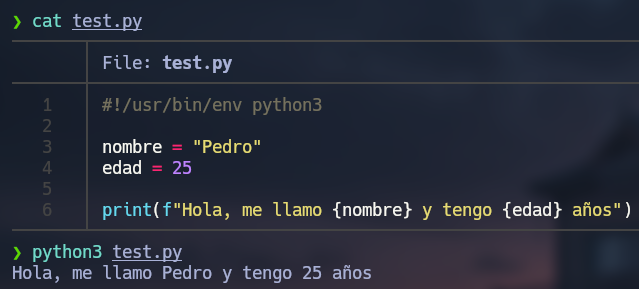 ❯ cat test.py
File: test.py
1 #!/usr/bin/env python3
2
3 nombre = "Pedro"
4 edad = 25
5
6 print(f"Hola, me llamo {nombre} y tengo {edad} años")
❯ python3 test.py
Hola, me llamo Pedro y tengo 25 años